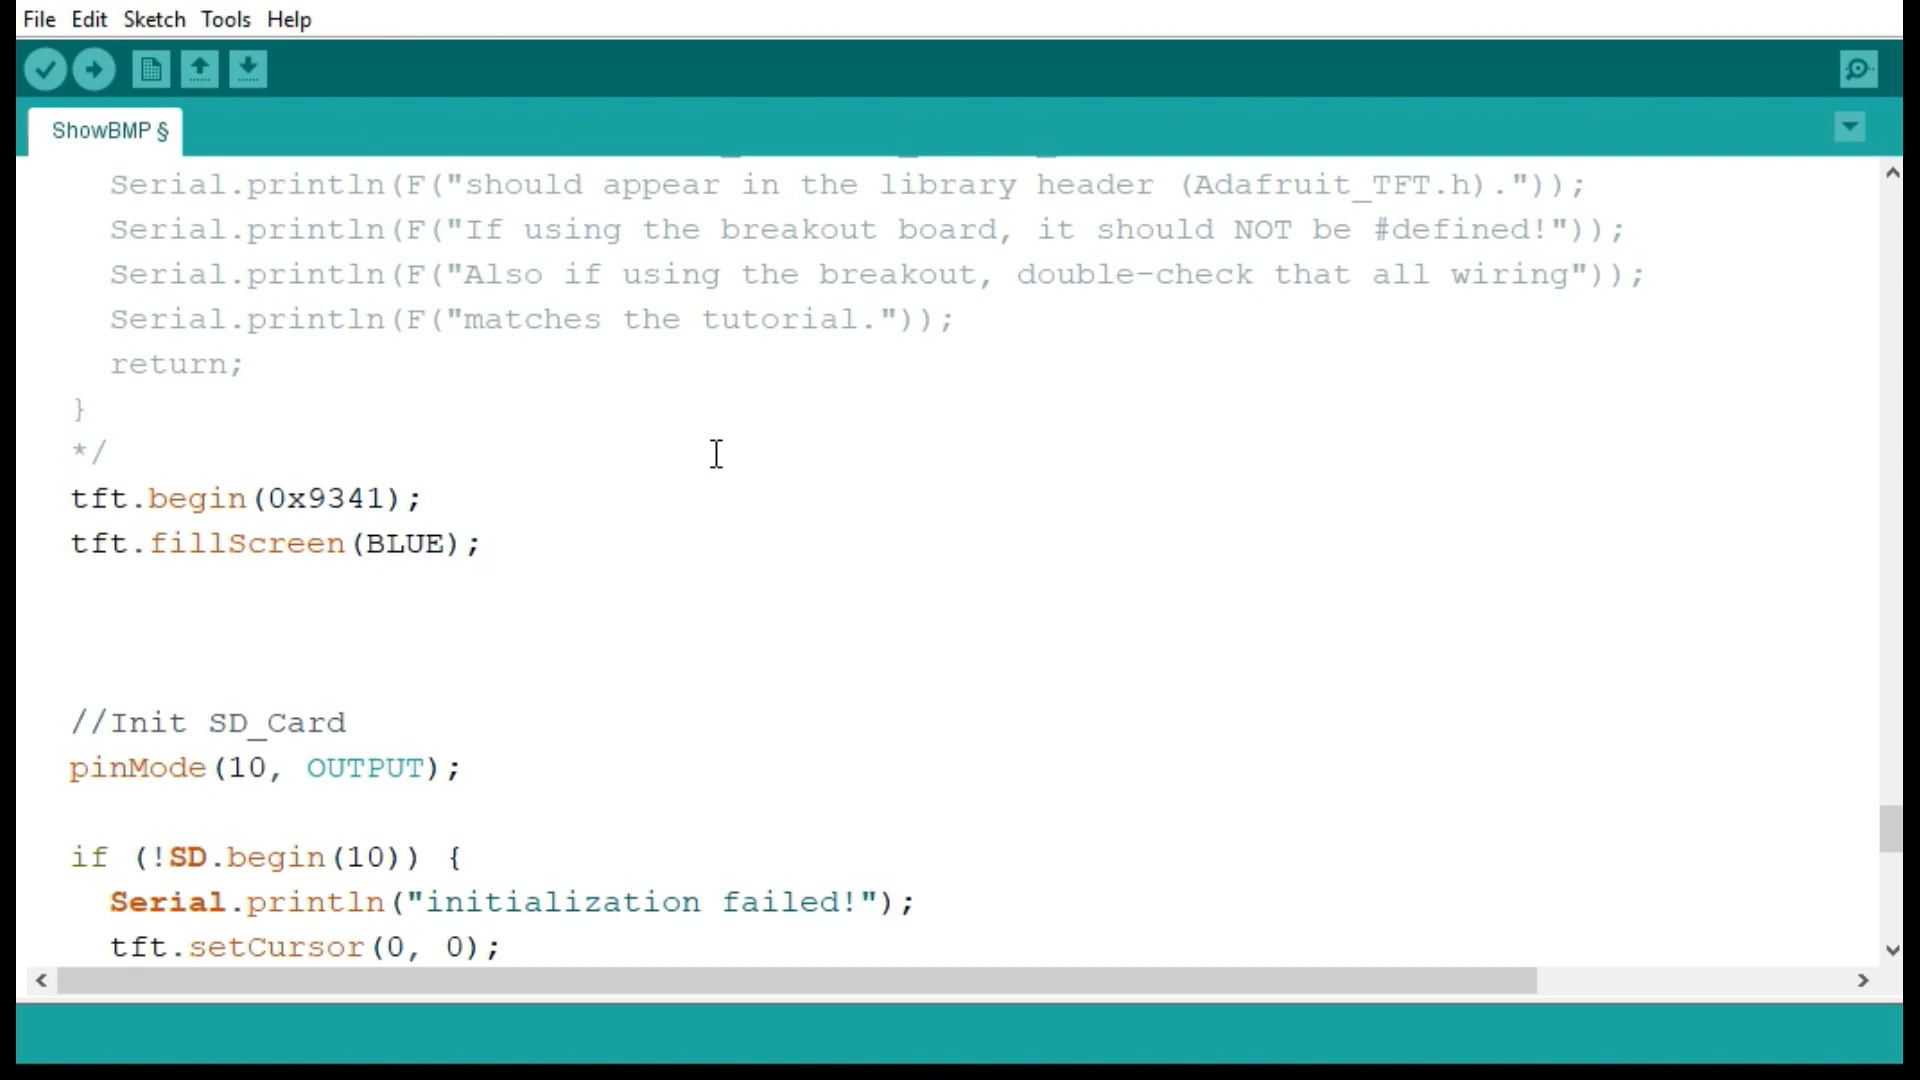 File Edit Sketch Tools Help
ShowBMP §
Serial.println(F("should appear in the library header (Adafruit_TFT.h)."));
Serial.println(F("If using the breakout board, it should NOT be #defined!"));
Serial.println(F("Also if using the breakout, double-check that all wiring"));
Serial.println(F("matches the tutorial."));
return;
}
*/
tft.begin(0x9341);
tft.fillScreen(BLUE);
//Init SD_Card
pinMode(10, OUTPUT);
if (!SD.begin(10)) {
Serial.println("initialization failed!");
tft.setCursor(0, 0);